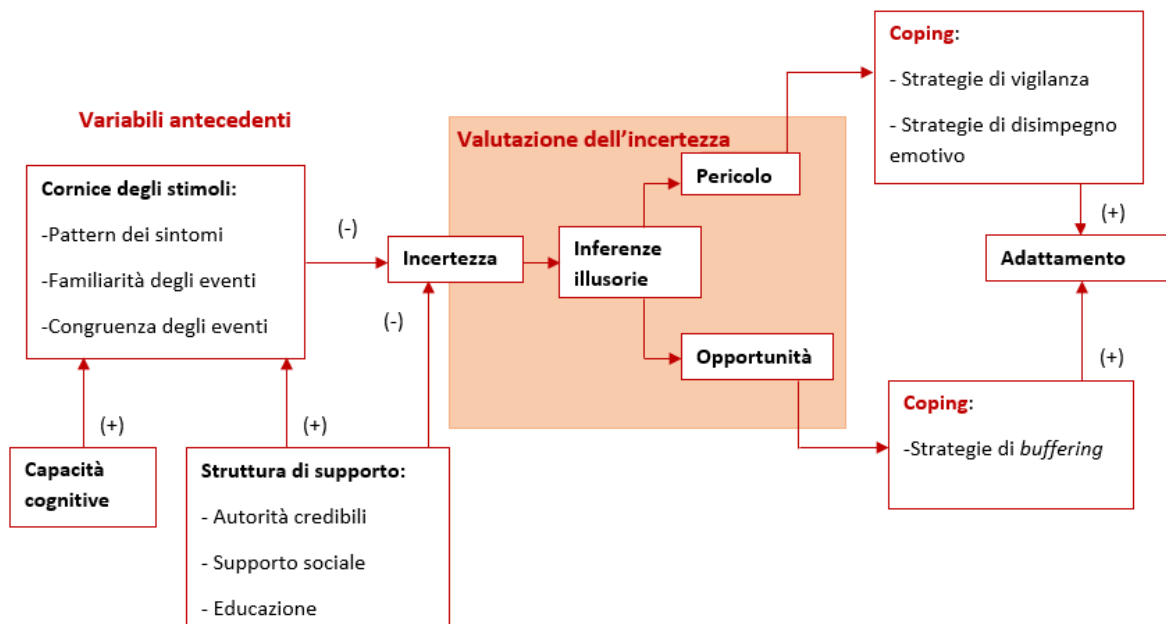 Variabili antecedenti
Cornice degli stimoli:
-Pattern dei sintomi
-Familiarità degli eventi
-Congruenza degli eventi
(+)
Capacità
cognitive
(+)
Struttura di supporto:
- Autorità credibili
- Supporto sociale
- Educazione
(-)
(-)
Incertezza
Valutazione dell’incertezza
Inferenze
illusorie
Pericolo
Opportunità
Coping:
- Strategie di vigilanza
- Strategie di disimpegno
emotivo
(+)
Adattamento
(+)
Coping:
-Strategie di buffering